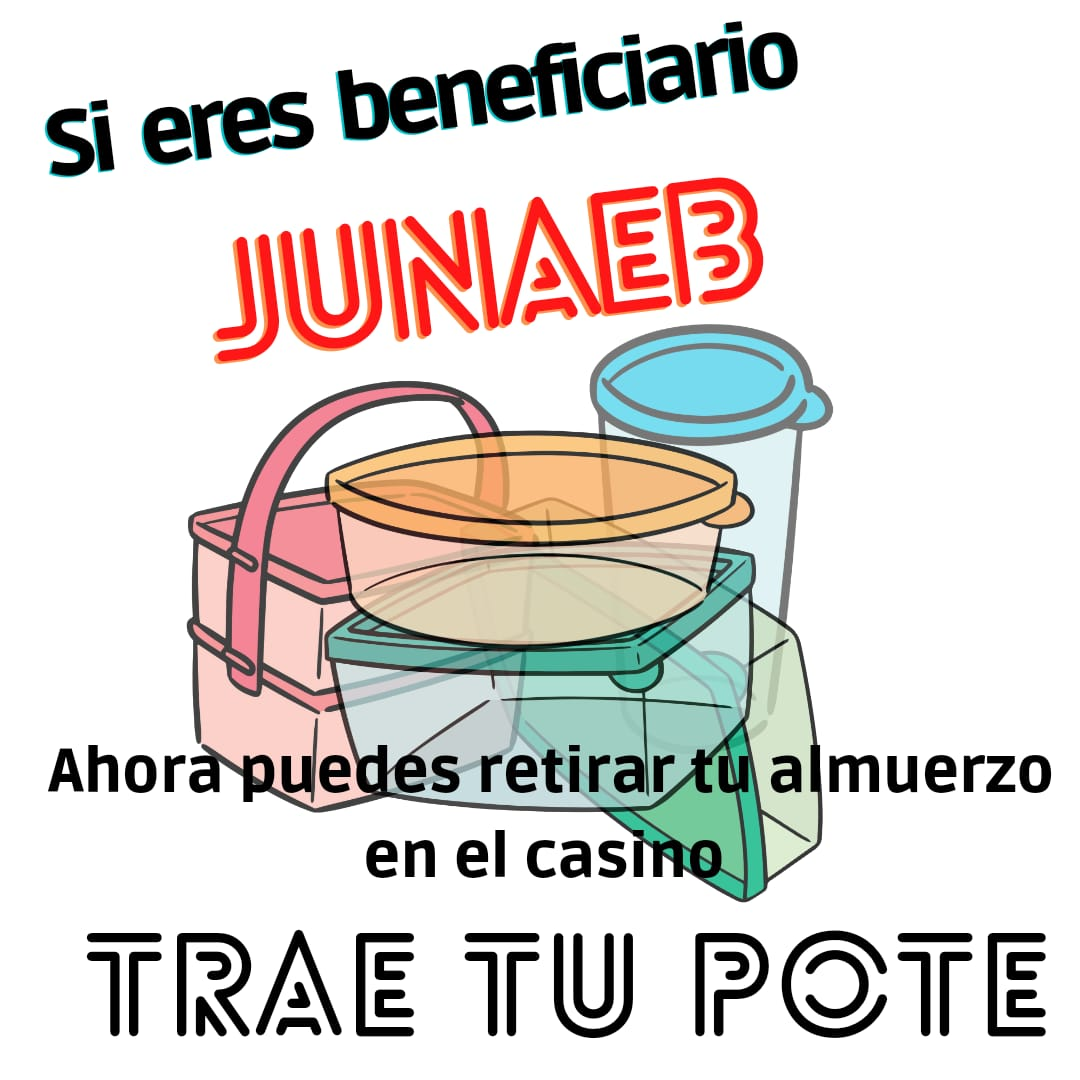 Si eres beneficiario
JUNAEB
Ahora puedes retirar tu almuerzo
en el casino
TRAE TU POTE